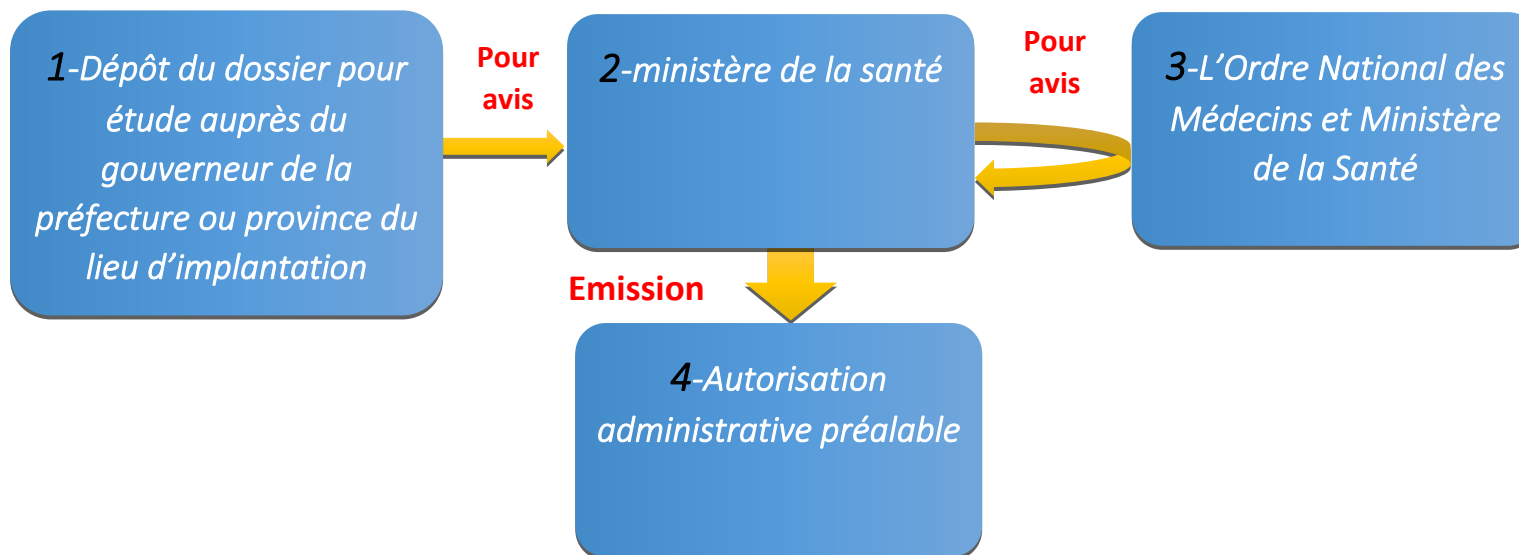 1-Dépôt du dossier pour
étude auprès du
gouverneur de la
préfecture ou province du
lieu d’implantation
Pour
avis
2-ministère de la santé
Pour
avis
3-L’Ordre National des
Médecins et Ministère
de la Santé
Emission
4-Autorisation
administrative préalable